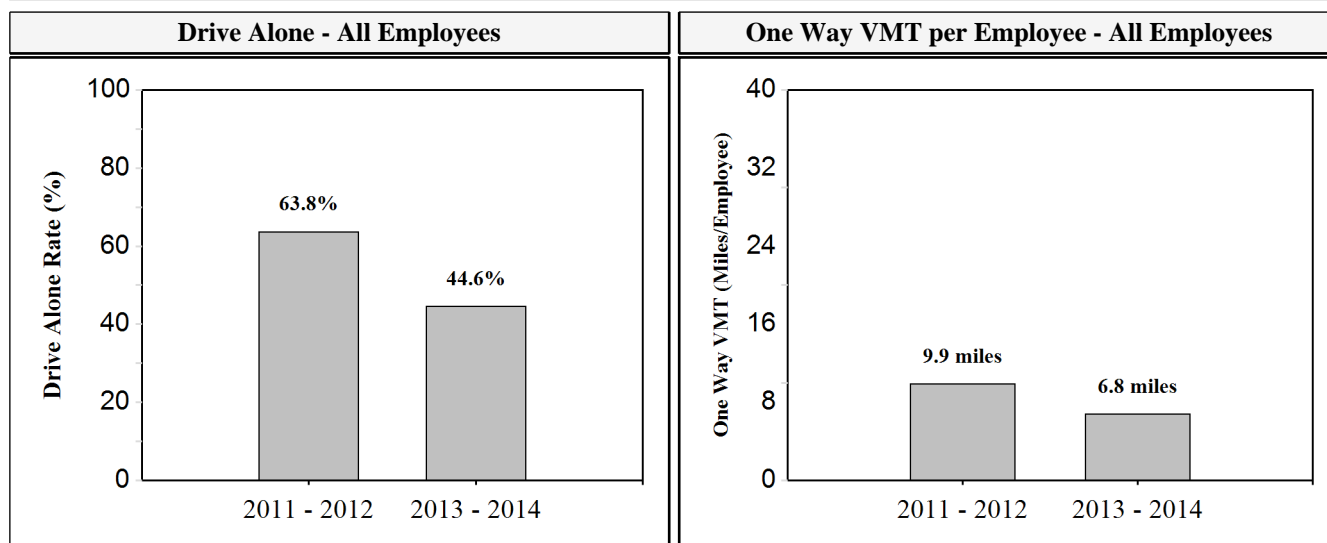 Drive Alone - All Employees
100
80
60
40
20
0
Drive Alone Rate (%)
63.8%
44.6%
2011 - 2012
2013 - 2014
One Way VMT per Employee - All Employees
40
32
24
16
8
0
One Way VMT (Miles/Employee)
9.9 miles
6.8 miles
2011 - 2012
2013 - 2014